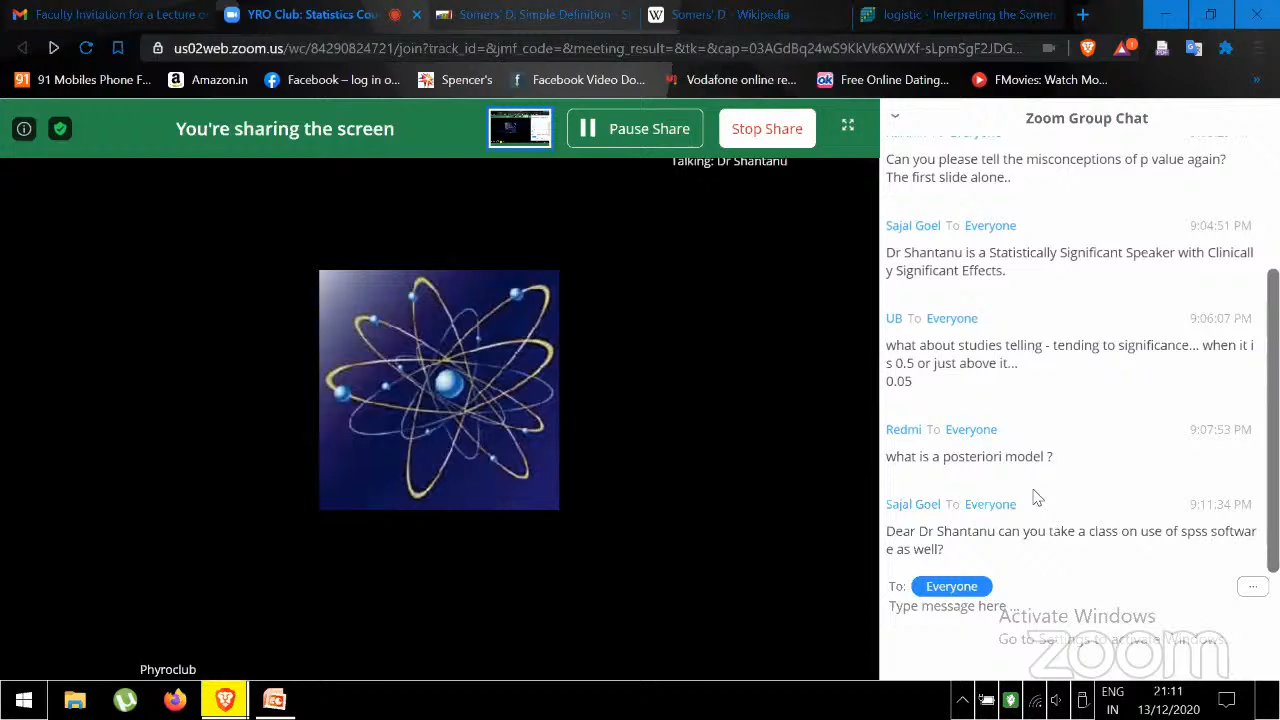 Faculty Invitation for a Lecture o
YRO Club: Statistics Cou
Somers' D. Simple Definition - S
Somers' D - Wikipedia
logistic - Interpreting the Somer
us02web.zoom.us/wc/84290824721/join?track_id=&jmf_code=&meeting_result=&tk=&cap=03AGdBq24wS9KkVk6XWXf-sLpmSgF2JDG...
91 Mobiles Phone F...
Amazon.in
Facebook – log in o...
Spencer's
Facebook Video Do...
Vodafone online re...
Free Online Dating...
FMovies: Watch Mo...
You're sharing the screen
Pause Share
Stop Share
Talking: Dr Shantanu
Phyroclub
Zoom Group Chat
Everyone
Can you please tell the misconceptions of p value again?
The first slide alone..
Sajal Goel To Everyone 9:04:51 PM
Dr Shantanu is a Statistically Significant Speaker with Clinicall
y Significant Effects.
UB To Everyone 9:06:07 PM
what about studies telling - tending to significance... when it i
s 0.5 or just above it...
0.05
Redmi To Everyone 9:07:53 PM
what is a posteriori model ?
Sajal Goel To Everyone 9:11:34 PM
Dear Dr Shantanu can you take a class on use of spss softwar
e as well?
To: Everyone
Type message here ...
Activate Windows
Go to Settings to activate Windows.
zoom
ENG
IN
21:11
13/12/2020